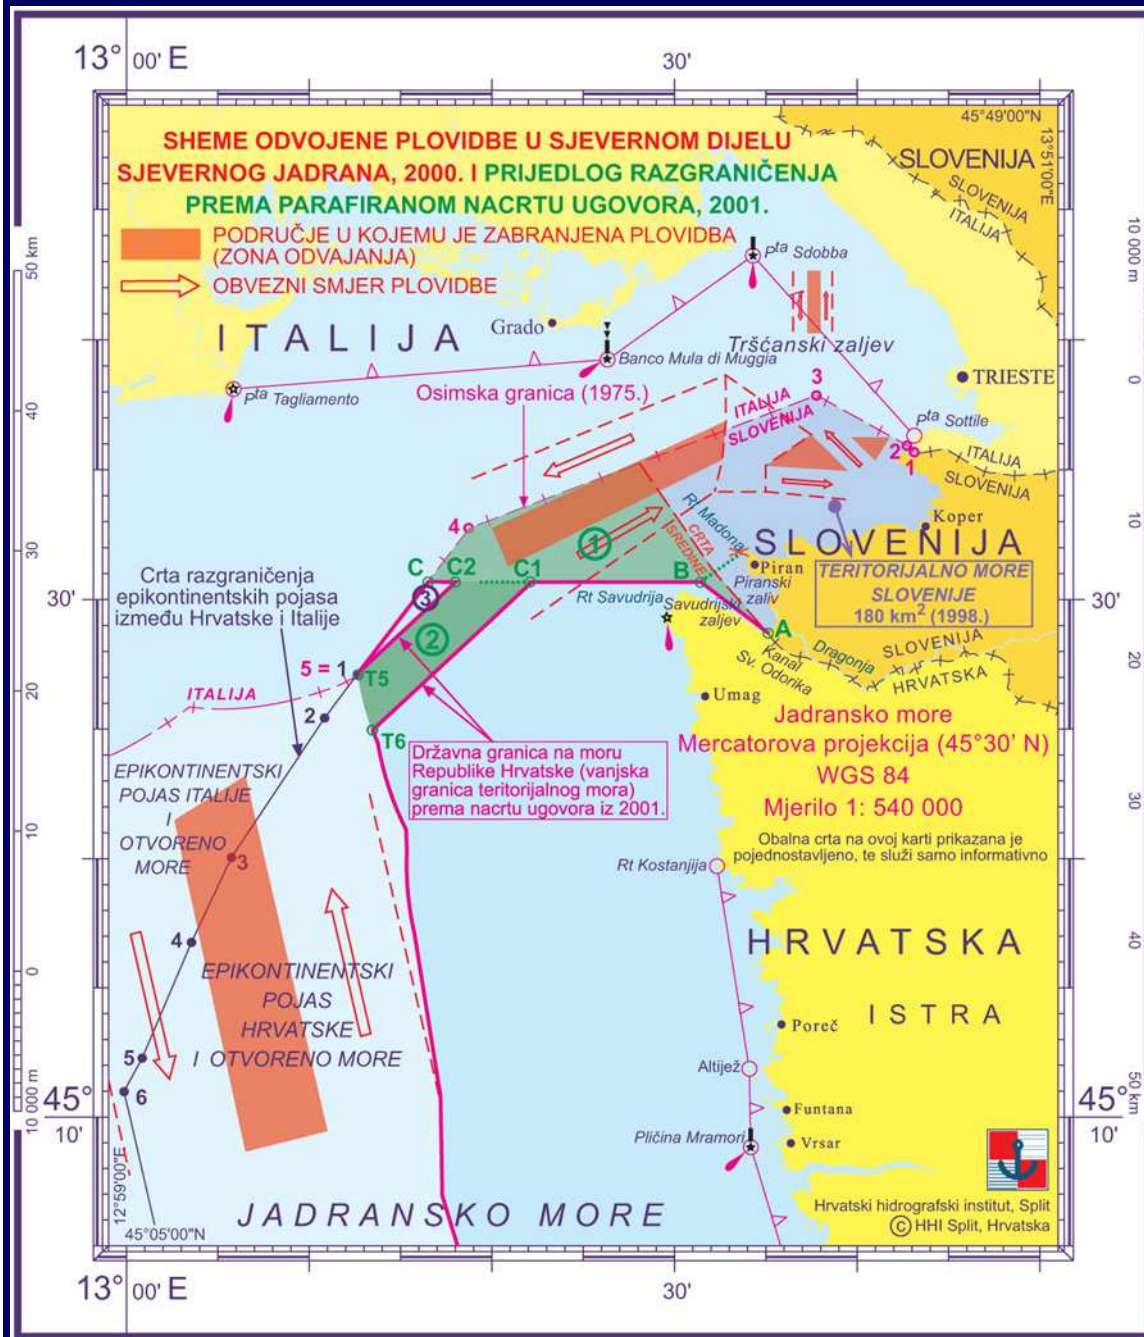 13° 00' E
30'
45°49'00"N
13°51'00"E
SHEME ODVOJENE PLOVIDBE U SJEVERNOM DIJELU
SJEVERNOG JADRANA, 2000. I PRIJEDLOG RAZGRANIČENJA
PREMA PARAFIRANOM NACRTU UGOVORA, 2001.
PODRUČJE U KOJEMU JE ZABRANJENA PLOVIDBA
(ZONA ODVAJANJA)
OBVEZNI SMJER PLOVIDBE
SLOVENIJA
SLOVENIJA
ITALIJA
50 km
40
30
20
10
0
10 000 m
10 000 m
0
10
20
30
40
50 km
Pta Sdobba
ITALIJA
Grado
Banco Mula di Muggia
Tršćanski zaljev
TRIESTE
Pta Tagliamento
Osimska granica (1975.)
3
ITALIJA
SLOVENIJA
Pta Sottile
2
1
ITALIJA
SLOVENIJA
Koper
4
1
CRTA
SREDINE
Rt Madona
SLOVENIJA
Piran
Piranski
zaliv
TERITORIJALNO MORE
SLOVENIJE
180 km² (1998.)
C
C2
C1
B
3
Rt Savudrija
Savudrijski
zaljev
A
Crta razgraničenja
epikontinentskih pojasa
između Hrvatske i Italije
30'
30'
2
Kanal
Sv. Odorika
Dragonja
SLOVENIJA
HRVATSKA
5 = 1
T5
ITALIJA
2
T6
Umag
Državna granica na moru
Republike Hrvatske (vanjska
granica teritorijalnog mora)
prema nacrtu ugovora iz 2001.
Jadransko more
Mercatorova projekcija (45°30' N)
WGS 84
Mjerilo 1: 540 000
Obalna crta na ovoj karti prikazana je
pojednostavljeno, te služi samo informativno
EPIKONTINENTSKI
POJAS ITALIJE
I
OTVORENO
MORE
3
Rt Kostanjija
4
HRVATSKA
EPIKONTINENTSKI
POJAS
HRVATSKE
I OTVORENO MORE
ISTRA
Poreč
5
Altijež
6
45°
10'
45°
10'
Funtana
Pličina Mramori
Vrsar
12°59'00"E
45°05'00"N
JADRANSKO MORE
Hrvatski hidrografski institut, Split
© HHI Split, Hrvatska
13° 00' E
30'